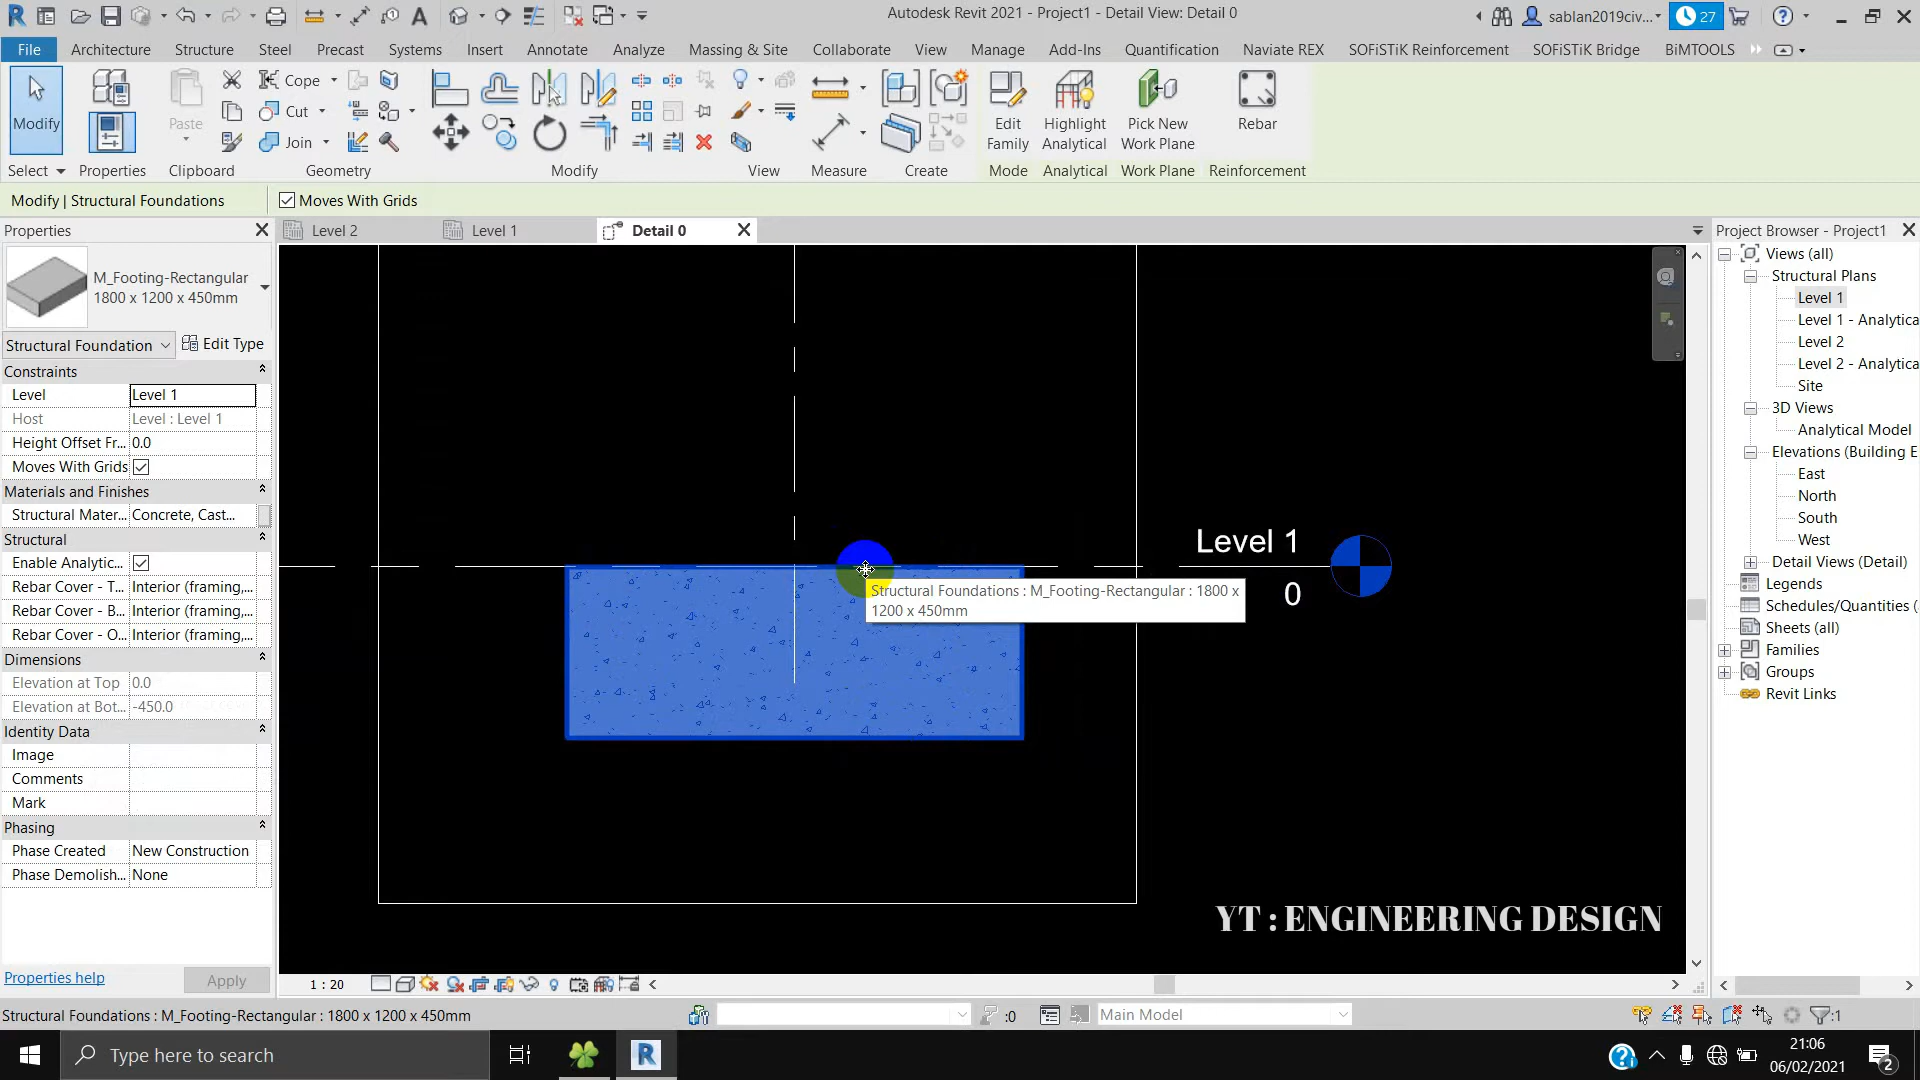 Autodesk Revit 2021 - Project1 - Detail View: Detail 0
sablan2019civ...
27
File
Architecture
Structure
Steel
Precast
Systems
Insert
Annotate
Analyze
Massing & Site
Collaborate
View
Manage
Add-Ins
Quantification
Naviate REX
SOFiSTiK Reinforcement
SOFiSTiK Bridge
BiMTOOLS
Modify
Paste
Cope
Cut
Join
Edit
Family
Highlight
Analytical
Pick New
Work Plane
Rebar
Select
Properties
Clipboard
Geometry
Modify
View
Measure
Create
Mode
Analytical
Work Plane
Reinforcement
Modify | Structural Foundations
Moves With Grids
Properties
Level 2
Level 1
Detail 0
Project Browser - Project1
M_Footing-Rectangular
1800 x 1200 x 450mm
Structural Foundation
Edit Type
Constraints
Level
Level 1
Host
Level : Level 1
Height Offset Fr...
0.0
Moves With Grids
Materials and Finishes
Structural Mater...
Concrete, Cast...
Structural
Enable Analytic...
Rebar Cover - T...
Interior (framing,...
Rebar Cover - B...
Interior (framing,...
Rebar Cover - O...
Interior (framing,...
Dimensions
Elevation at Top
0.0
Elevation at Bot...
-450.0
Identity Data
Image
Comments
Mark
Phasing
Phase Created
New Construction
Phase Demolish...
None
Properties help
Apply
Level 1
0
Structural Foundations : M_Footing-Rectangular : 1800 x
1200 x 450mm
YT : ENGINEERING DESIGN
Views (all)
Structural Plans
Level 1
Level 1 - Analytica
Level 2
Level 2 - Analytica
Site
3D Views
Analytical Model
Elevations (Building E
East
North
South
West
Detail Views (Detail)
Legends
Schedules/Quantities (
Sheets (all)
Families
Groups
Revit Links
1 : 20
Structural Foundations : M_Footing-Rectangular : 1800 x 1200 x 450mm
:0
Main Model
:1
Type here to search
21:06
06/02/2021
2